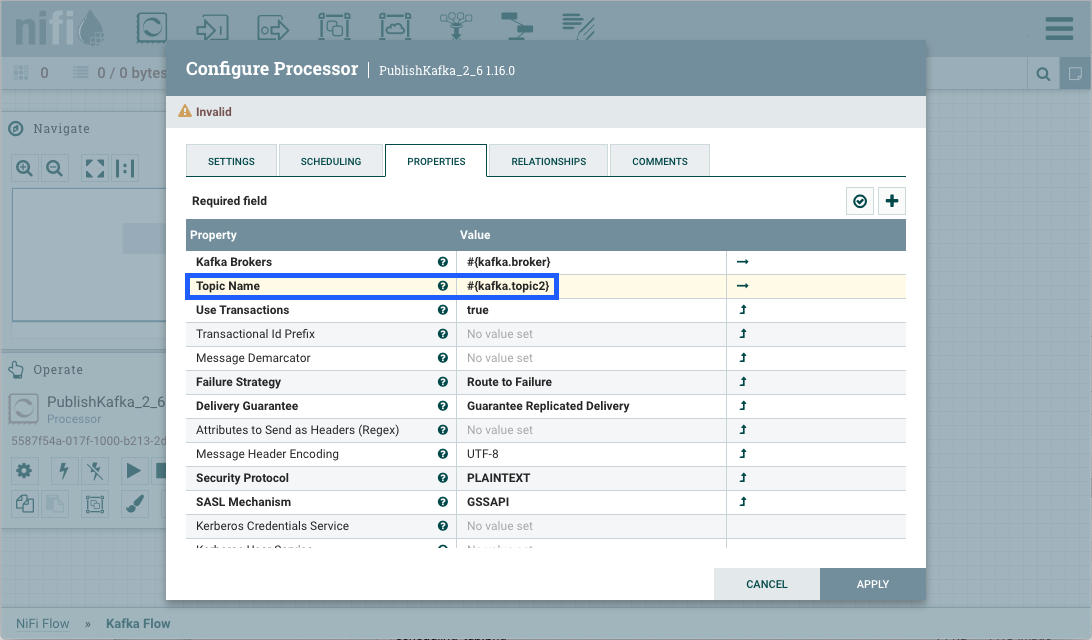 nifi
0
0 / 0 bytes
Navigate
Operate
PublishKafka_2_6
Processor
5587f54a-017f-1000-b213-2d
Configure Processor | PublishKafka_2_6 1.16.0
Invalid
SETTINGS
SCHEDULING
PROPERTIES
RELATIONSHIPS
COMMENTS
Required field
Property Value
Kafka Brokers #{kafka.broker}
Topic Name #{kafka.topic2}
Use Transactions true
Transactional Id Prefix No value set
Message Demarcator No value set
Failure Strategy Route to Failure
Delivery Guarantee Guarantee Replicated Delivery
Attributes to Send as Headers (Regex) No value set
Message Header Encoding UTF-8
Security Protocol PLAINTEXT
SASL Mechanism GSSAPI
Kerberos Credentials Service No value set
CANCEL
APPLY
NiFi Flow » Kafka Flow